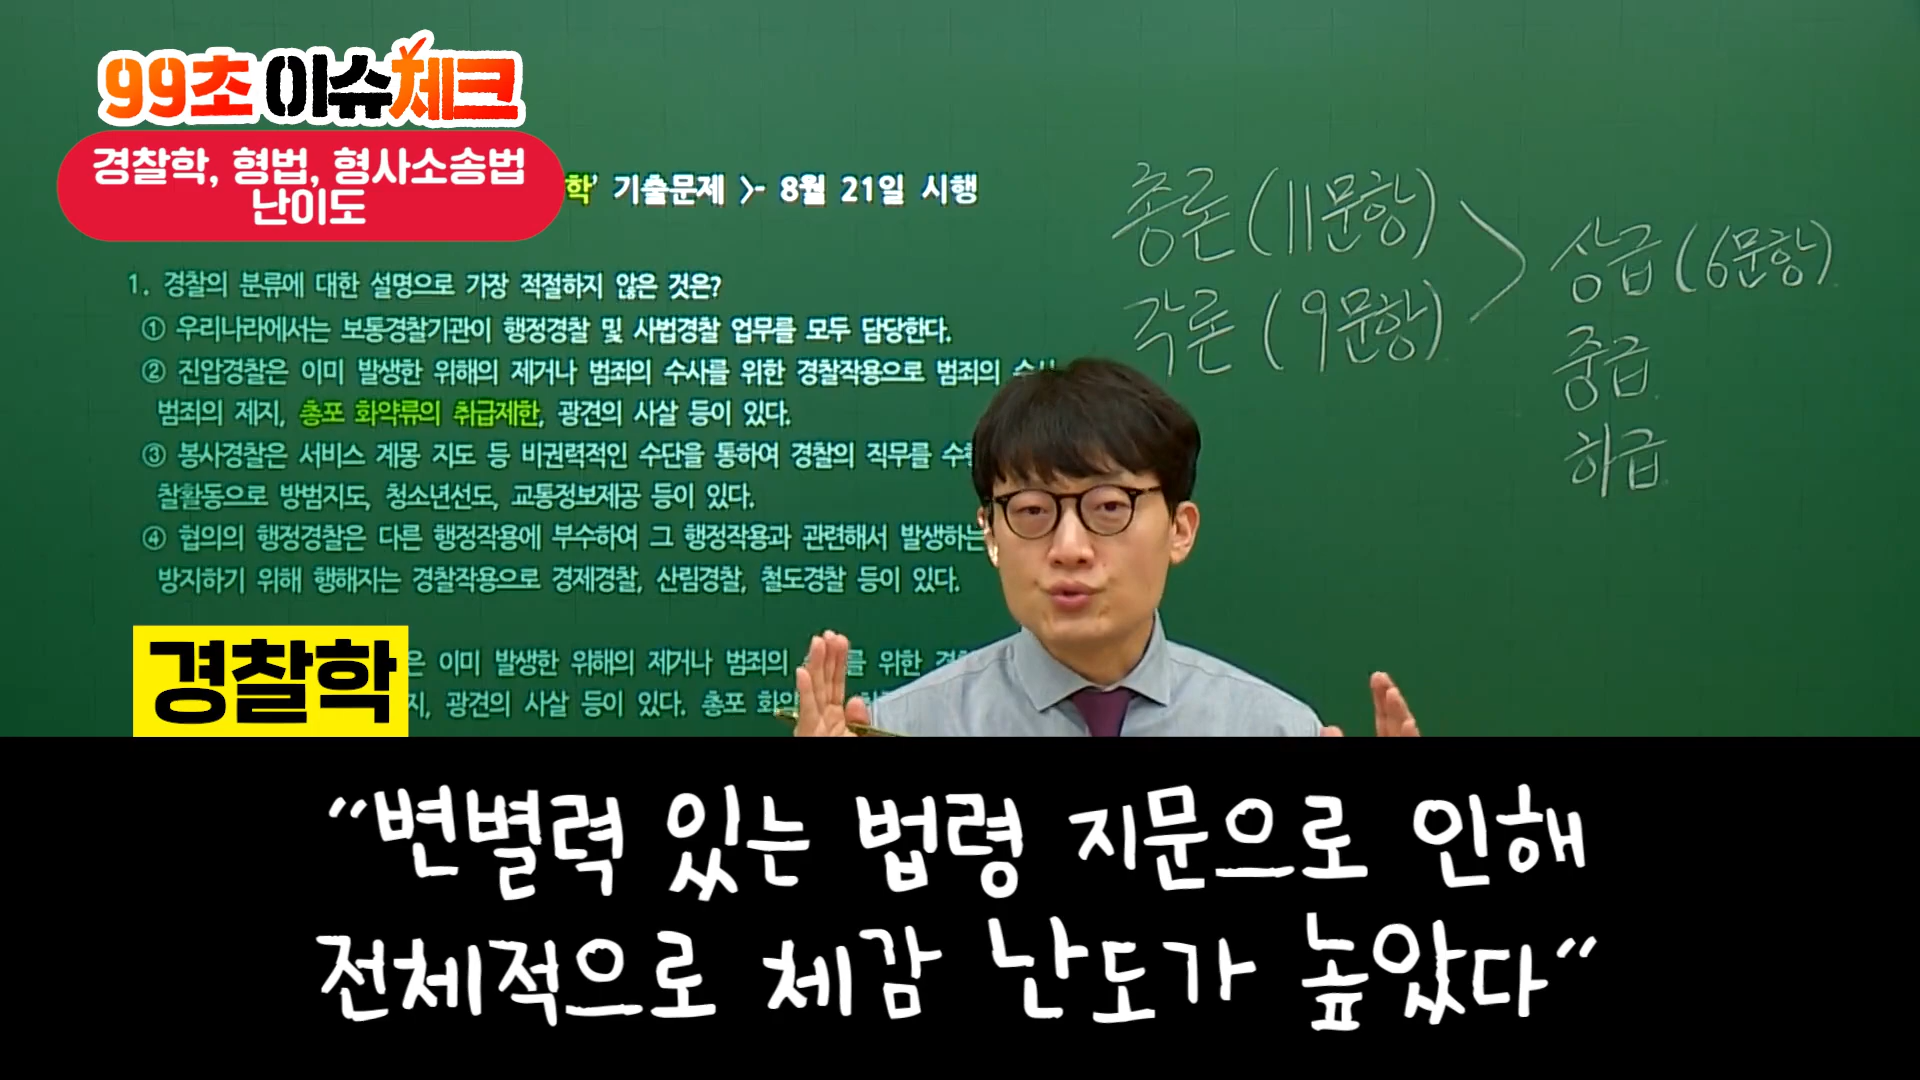 99초 이슈체크
경찰학, 형법, 형사소송법
난이도
학' 기출문제 >- 8월 21일 시행
1. 경찰의 분류에 대한 설명으로 가장 적절하지 않은 것은?
① 우리나라에서는 보통경찰기관이 행정경찰 및 사법경찰 업무를 모두 담당한다.
② 진압경찰은 이미 발생한 위해의 제거나 범죄의 수사를 위한 경찰작용으로 범죄의 수사
범죄의 제지, 총포 화약류의 취급제한, 광견의 사살 등이 있다.
③ 봉사경찰은 서비스 계몽 지도 등 비권력적인 수단을 통하여 경찰의 직무를
찰활동으로 방범지도, 청소년선도, 교통정보제공 등이 있다.
④ 협의의 행정경찰은 다른 행정작용에 부수하여 그 행정작용과 관련해서 발생하는
방지하기 위해 행해지는 경찰작용으로 경제경찰, 산림경찰, 철도경찰 등이 있다.
은 이미 발생한 위해의 제거나 범죄의 를 위한
지, 광견의 사살 등이 있다. 총포
총론 (11문항)
각론 (9문항)
상급 (6문항)
중급
하급
경찰학
"변별력 있는 법령 지문으로 인해
전체적으로 체감 난도가 높았다"